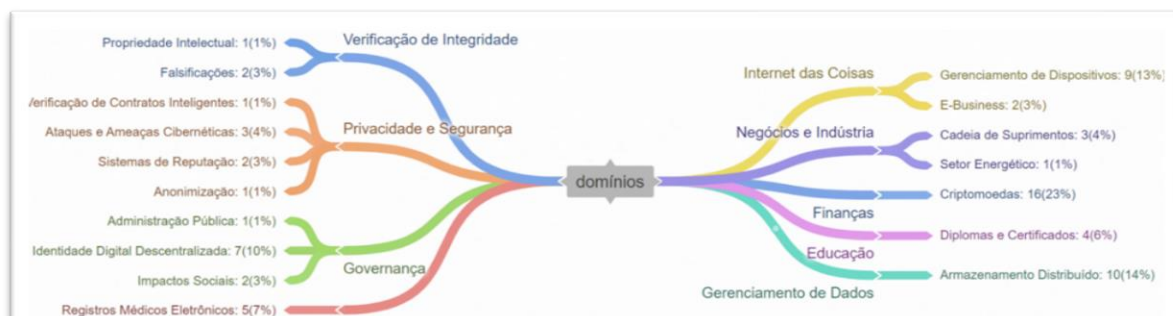 Propriedade Intelectual: 1(1%)
Falsificações: 2(3%)
Verificação de Integridade
Verificação de Contratos Inteligentes: 1(1%)
Ataques e Ameaças Cibernéticas: 3(4%)
Sistemas de Reputação: 2(3%)
Anonimização: 1(1%)
Privacidade e Segurança
Administração Pública: 1(1%)
Identidade Digital Descentralizada: 7(10%)
Impactos Sociais: 2(3%)
Governança
Registros Médicos Eletrônicos: 5(7%)
domínios
Internet das Coisas
Gerenciamento de Dispositivos: 9(13%)
E-Business: 2(3%)
Negócios e Indústria
Cadeia de Suprimentos: 3(4%)
Setor Energético: 1(1%)
Criptomoedas: 16(23%)
Finanças
Diplomas e Certificados: 4(6%)
Educação
Armazenamento Distribuído: 10(14%)
Gerenciamento de Dados